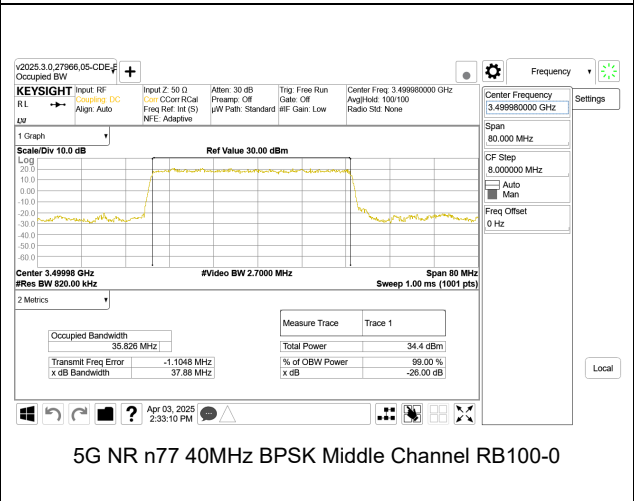 v2025.3.0,27966,05-CDE-
Occupied BW
+
Frequency
KEYSIGHT
RL
Input: RF
Coupling: DC
Align: Auto
Input Z: 50 Ω
Corr CCorr RCal
Freq Ref: Int (S)
NFE: Adaptive
Atten: 30 dB
Preamp: Off
µW Path: Standard
Trig: Free Run
Gate: Off
#IF Gain: Low
Center Freq: 3.499980000 GHz
Avg|Hold: 100/100
Radio Std: None
Center Frequency
3.499980000 GHz
Settings
Span
80.000 MHz
CF Step
8.000000 MHz
Auto
Man
Freq Offset
0 Hz
1 Graph
Scale/Div 10.0 dB
Ref Value 30.00 dBm
Log
20.0
10.0
0.00
-10.0
-20.0
-30.0
-40.0
-50.0
-60.0
Center 3.49998 GHz
#Video BW 2.7000 MHz
Span 80 MHz
#Res BW 820.00 kHz
Sweep 1.00 ms (1001 pts)
2 Metrics
Measure Trace
Trace 1
Occupied Bandwidth
35.826 MHz
Total Power
34.4 dBm
Transmit Freq Error
-1.1048 MHz
% of OBW Power
99.00 %
x dB Bandwidth
37.88 MHz
x dB
-26.00 dB
Local
?
Apr 03, 2025
2:33:10 PM
5G NR n77 40MHz BPSK Middle Channel RB100-0